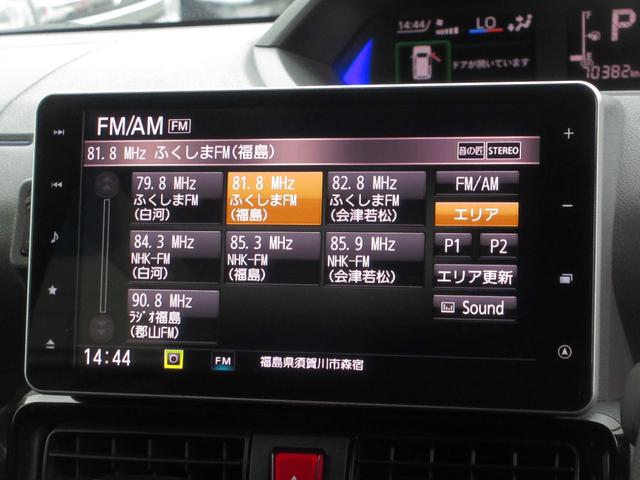 14:44
LO
P
ドアが開いています
70382
FM/AM FM
81.8 MHz ふくしまFM(福島) 音の匠 STEREO
79.8 MHz ふくしまFM (白河)
81.8 MHz ふくしまFM (福島)
82.8 MHz ふくしまFM (会津若松)
FM/AM
エリア
84.3 MHz NHK-FM (白河)
85.3 MHz NHK-FM (福島)
85.9 MHz NHK-FM (会津若松)
P1 P2
エリア更新
90.8 MHz ラジオ福島 (郡山FM)
Sound
14:44 FM 福島県須賀川市森宿